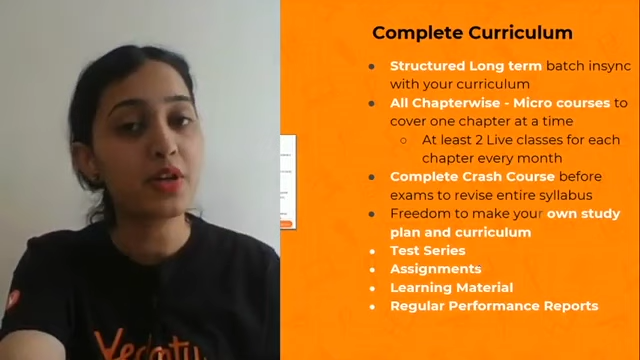 Complete Curriculum
● Structured Long term batch insync
with your curriculum
● All Chapterwise - Micro courses to
cover one chapter at a time
○ At least 2 Live classes for each
chapter every month
● Complete Crash Course before
exams to revise entire syllabus
● Freedom to make your own study
plan and curriculum
● Test Series
● Assignments
● Learning Material
● Regular Performance Reports
Vedantu